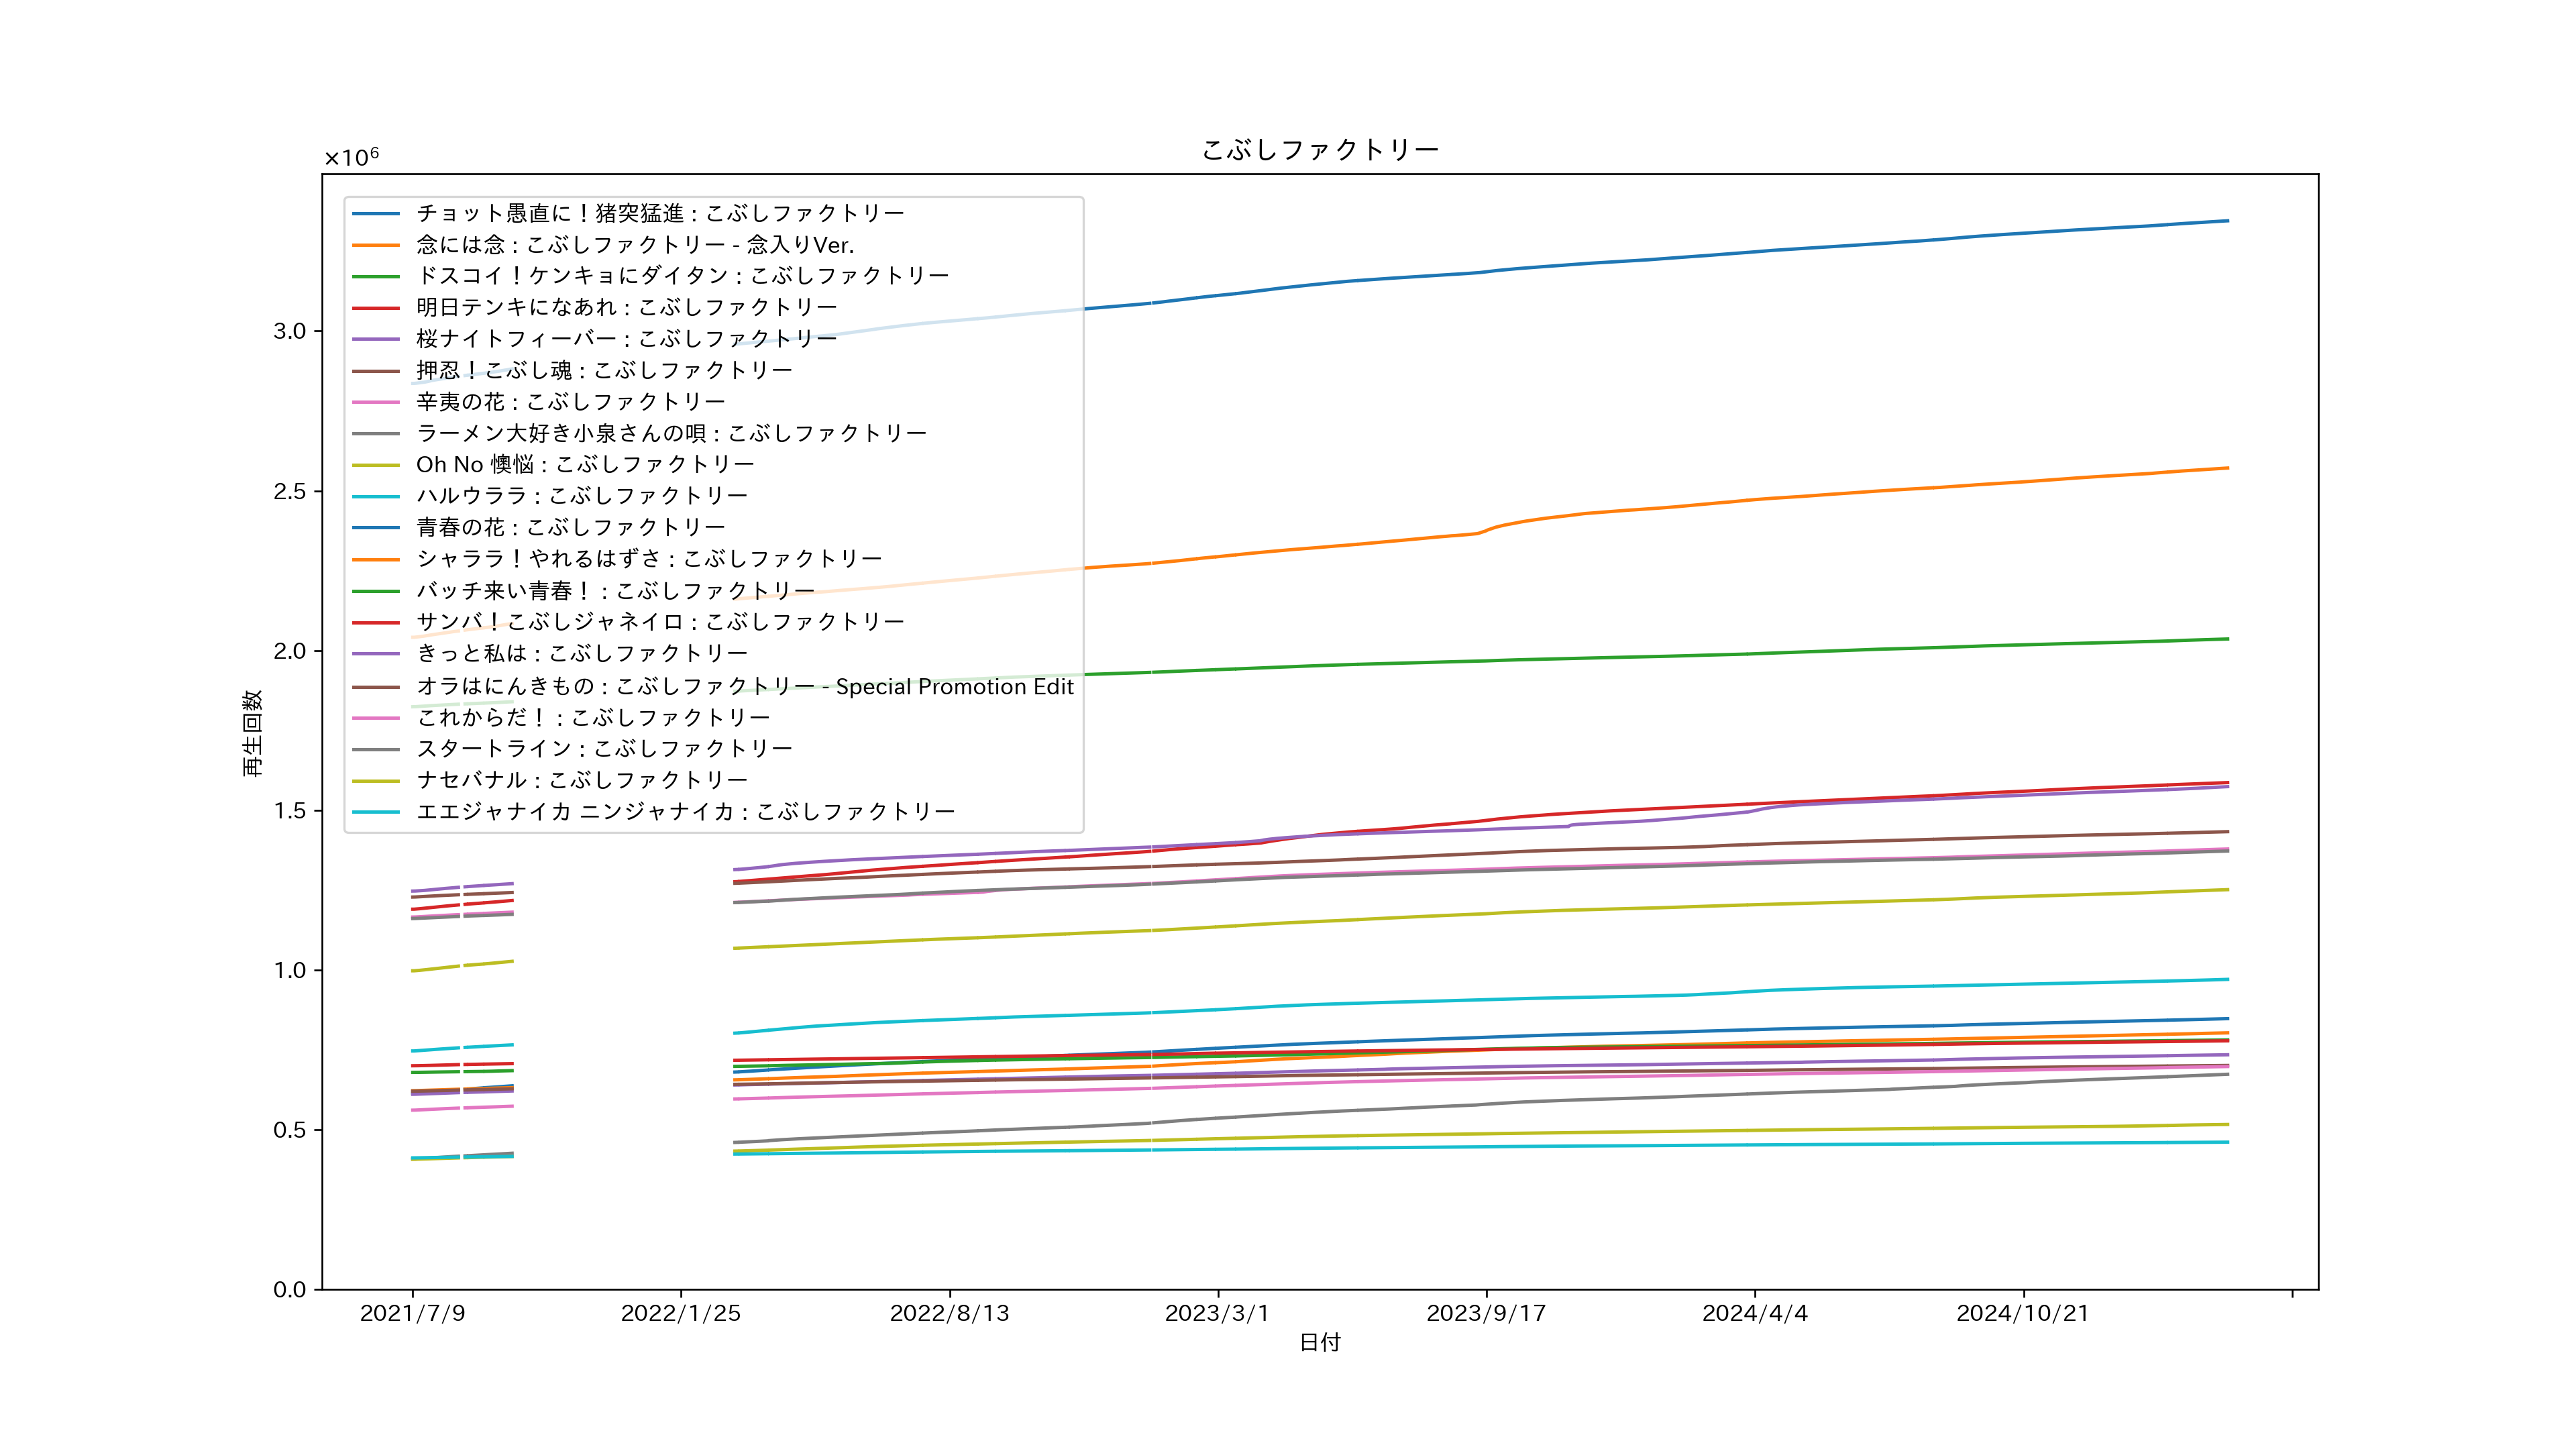 こぶしファクトリー
×10⁶
チョット愚直に！猪突猛進 : こぶしファクトリー
念には念 : こぶしファクトリー - 念入りVer.
ドスコイ！ケンキョにダイタン : こぶしファクトリー
明日テンキになあれ : こぶしファクトリー
桜ナイトフィーバー : こぶしファクトリー
押忍！こぶし魂 : こぶしファクトリー
辛夷の花 : こぶしファクトリー
ラーメン大好き小泉さんの唄 : こぶしファクトリー
Oh No 懊悩 : こぶしファクトリー
ハルウララ : こぶしファクトリー
青春の花 : こぶしファクトリー
シャララ！やれるはずさ : こぶしファクトリー
バッチ来い青春！ : こぶしファクトリー
サンバ！こぶしジャネイロ : こぶしファクトリー
きっと私は : こぶしファクトリー
オラはにんきもの : こぶしファクトリー - Special Promotion Edit
これからだ！ : こぶしファクトリー
スタートライン : こぶしファクトリー
ナセバナル : こぶしファクトリー
エエジャナイカ ニンジャナイカ : こぶしファクトリー
3.0
2.5
2.0
1.5
1.0
0.5
0.0
再生回数
2021/7/9
2022/1/25
2022/8/13
2023/3/1
2023/9/17
2024/4/4
2024/10/21
日付